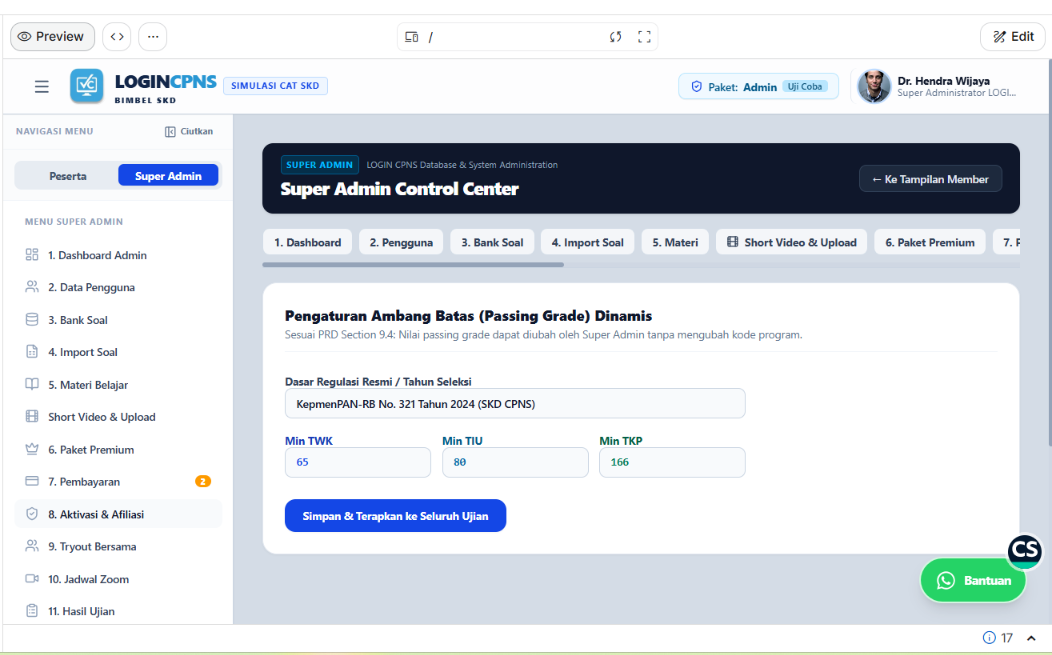 Preview
/
Edit
LOGINCPNS
BIMBEL SKD
SIMULASI CAT SKD
Paket: Admin Uji Coba
Dr. Hendra Wijaya
Super Administrator LOGI...
NAVIGASI MENU
Ciutkan
Peserta
Super Admin
MENU SUPER ADMIN
1. Dashboard Admin
2. Data Pengguna
3. Bank Soal
4. Import Soal
5. Materi Belajar
Short Video & Upload
6. Paket Premium
7. Pembayaran 2
8. Aktivasi & Afiliasi
9. Tryout Bersama
10. Jadwal Zoom
11. Hasil Ujian
SUPER ADMIN LOGIN CPNS Database & System Administration
Super Admin Control Center
← Ke Tampilan Member
1. Dashboard
2. Pengguna
3. Bank Soal
4. Import Soal
5. Materi
Short Video & Upload
6. Paket Premium
7.
Pengaturan Ambang Batas (Passing Grade) Dinamis
Sesuai PRD Section 9.4: Nilai passing grade dapat diubah oleh Super Admin tanpa mengubah kode program.
Dasar Regulasi Resmi / Tahun Seleksi
KepmenPAN-RB No. 321 Tahun 2024 (SKD CPNS)
Min TWK
65
Min TIU
80
Min TKP
166
Simpan & Terapkan ke Seluruh Ujian
CS
Bantuan
17